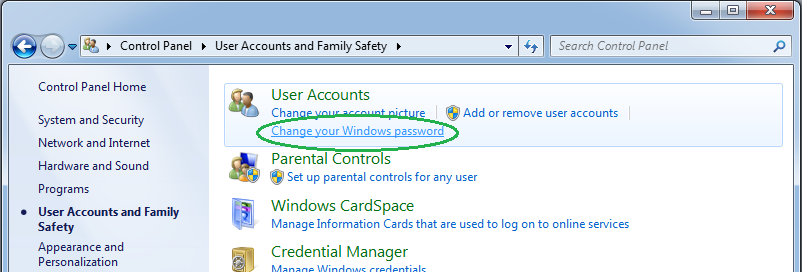 Control Panel
User Accounts and Family Safety
Search Control Panel
Control Panel Home
System and Security
Network and Internet
Hardware and Sound
Programs
User Accounts and Family
Safety
Appearance and
Personalization
User Accounts
Change your account picture
Add or remove user accounts
Change your Windows password
Parental Controls
Set up parental controls for any user
Windows CardSpace
Manage Information Cards that are used to log on to online services
Credential Manager
Manage Windows credentials